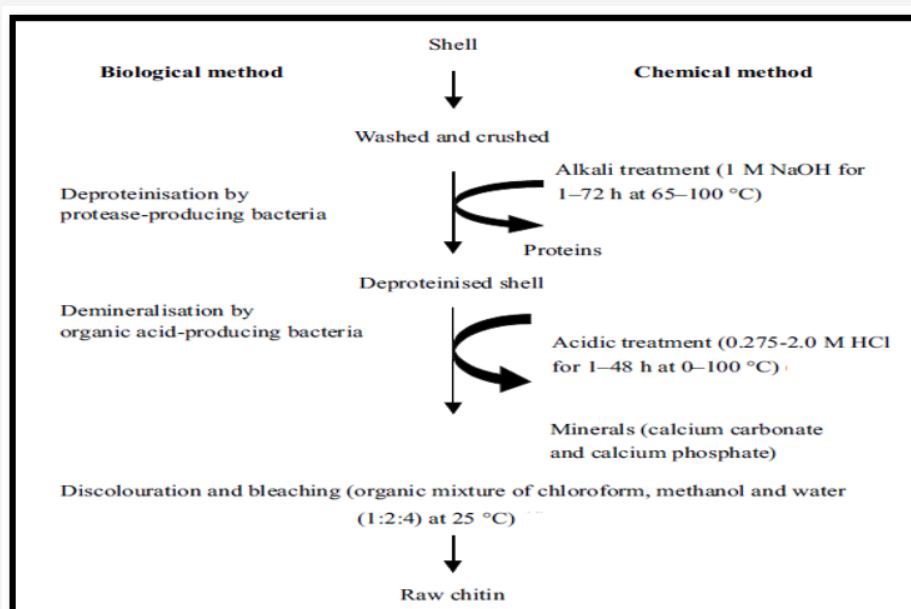 Shell
Biological method
Chemical method
Washed and crushed
Alkali treatment (1 M NaOH for
1–72 h at 65–100 °C)
Deproteinisation by
protease-producing bacteria
Proteins
Deproteinised shell
Demineralisation by
organic acid-producing bacteria
Acidic treatment (0.275-2.0 M HCl
for 1–48 h at 0–100 °C)
Minerals (calcium carbonate
and calcium phosphate)
Discolouration and bleaching (organic mixture of chloroform, methanol and water
(1:2:4) at 25 °C)
Raw chitin